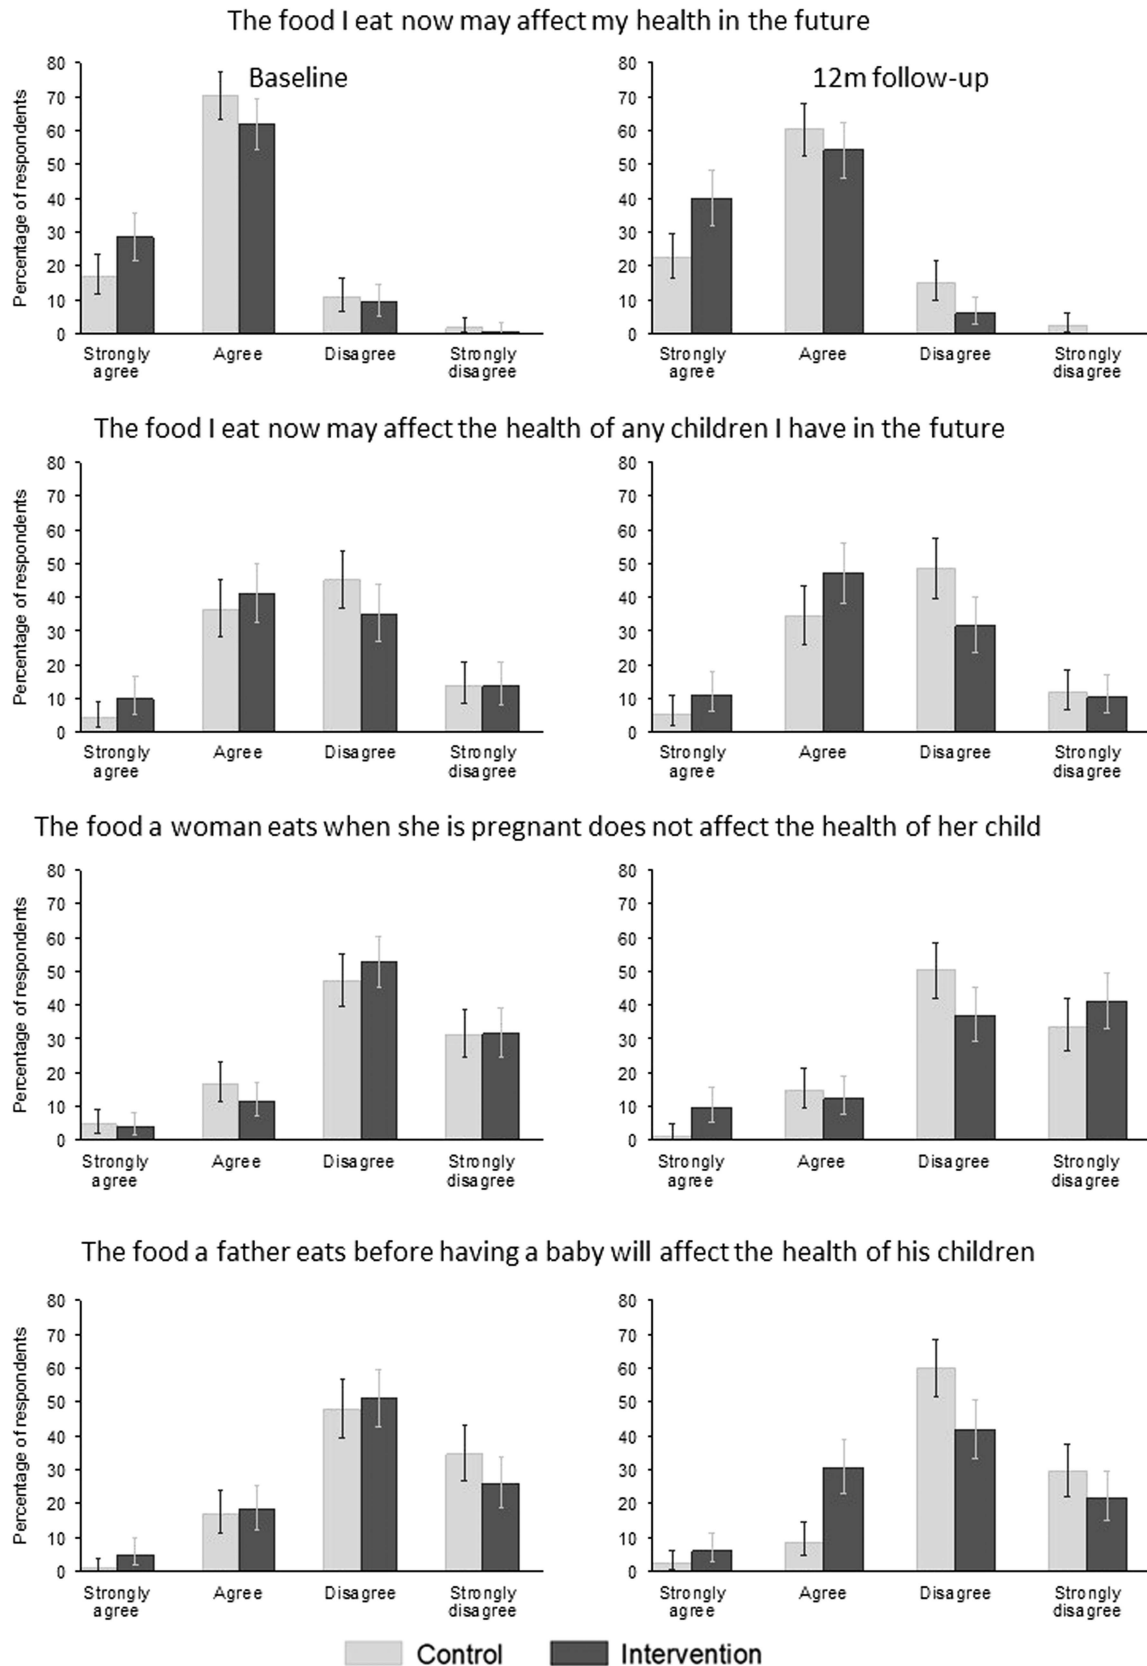 The food I eat now may affect my health in the future
Baseline
12m follow-up
Percentage of respondents
80
70
60
50
40
30
20
10
0
Strongly agree
Agree
Disagree
Strongly disagree
80
70
60
50
40
30
20
10
0
Strongly agree
Agree
Disagree
Strongly disagree
The food I eat now may affect the health of any children I have in the future
Percentage of respondents
80
70
60
50
40
30
20
10
0
Strongly agree
Agree
Disagree
Strongly disagree
80
70
60
50
40
30
20
10
0
Strongly agree
Agree
Disagree
Strongly disagree
The food a woman eats when she is pregnant does not affect the health of her child
Percentage of respondents
80
70
60
50
40
30
20
10
0
Strongly agree
Agree
Disagree
Strongly disagree
80
70
60
50
40
30
20
10
0
Strongly agree
Agree
Disagree
Strongly disagree
The food a father eats before having a baby will affect the health of his children
Percentage of respondents
80
70
60
50
40
30
20
10
0
Strongly agree
Agree
Disagree
Strongly disagree
80
70
60
50
40
30
20
10
0
Strongly agree
Agree
Disagree
Strongly disagree
Control
Intervention